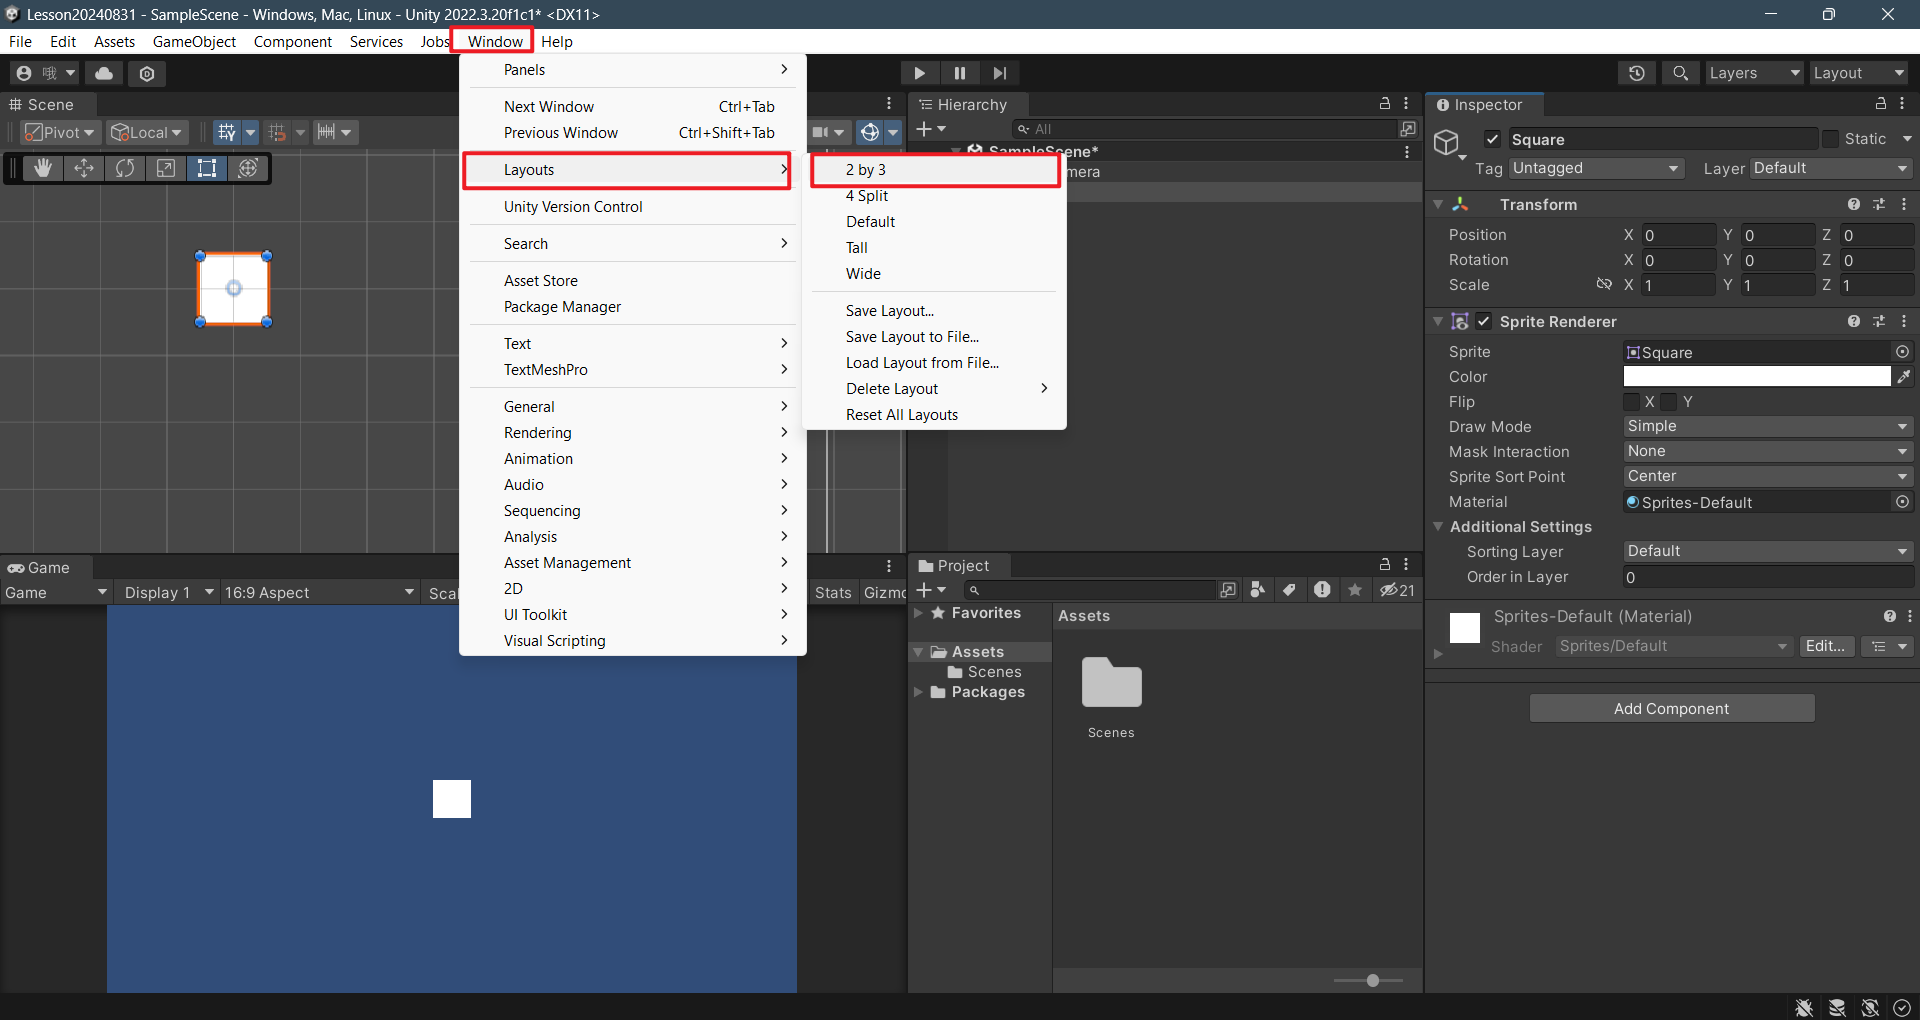 Lesson20240831 - SampleScene - Windows, Mac, Linux - Unity 2022.3.20f1c1* <DX11>
File Edit Assets GameObject Component Services Jobs Window Help
哦 Layers Layout
Scene
Pivot Local
Panels
Next Window Ctrl+Tab
Previous Window Ctrl+Shift+Tab
Layouts
Unity Version Control
Search
Asset Store
Package Manager
Text
TextMeshPro
General
Rendering
Animation
Audio
Sequencing
Analysis
Asset Management
2D
UI Toolkit
Visual Scripting
2 by 3
4 Split
Default
Tall
Wide
Save Layout...
Save Layout to File...
Load Layout from File...
Delete Layout
Reset All Layouts
Hierarchy
All
SampleScene*
mera
Game
Game Display 1 16:9 Aspect Scal Stats Gizmo
Project
21
Favorites
Assets
Scenes
Packages
Assets
Scenes
Inspector
Square Static
Tag Untagged Layer Default
Transform
Position X 0 Y 0 Z 0
Rotation X 0 Y 0 Z 0
Scale X 1 Y 1 Z 1
Sprite Renderer
Sprite Square
Color
Flip X Y
Draw Mode Simple
Mask Interaction None
Sprite Sort Point Center
Material Sprites-Default
Additional Settings
Sorting Layer Default
Order in Layer 0
Sprites-Default (Material)
Shader Sprites/Default Edit...
Add Component